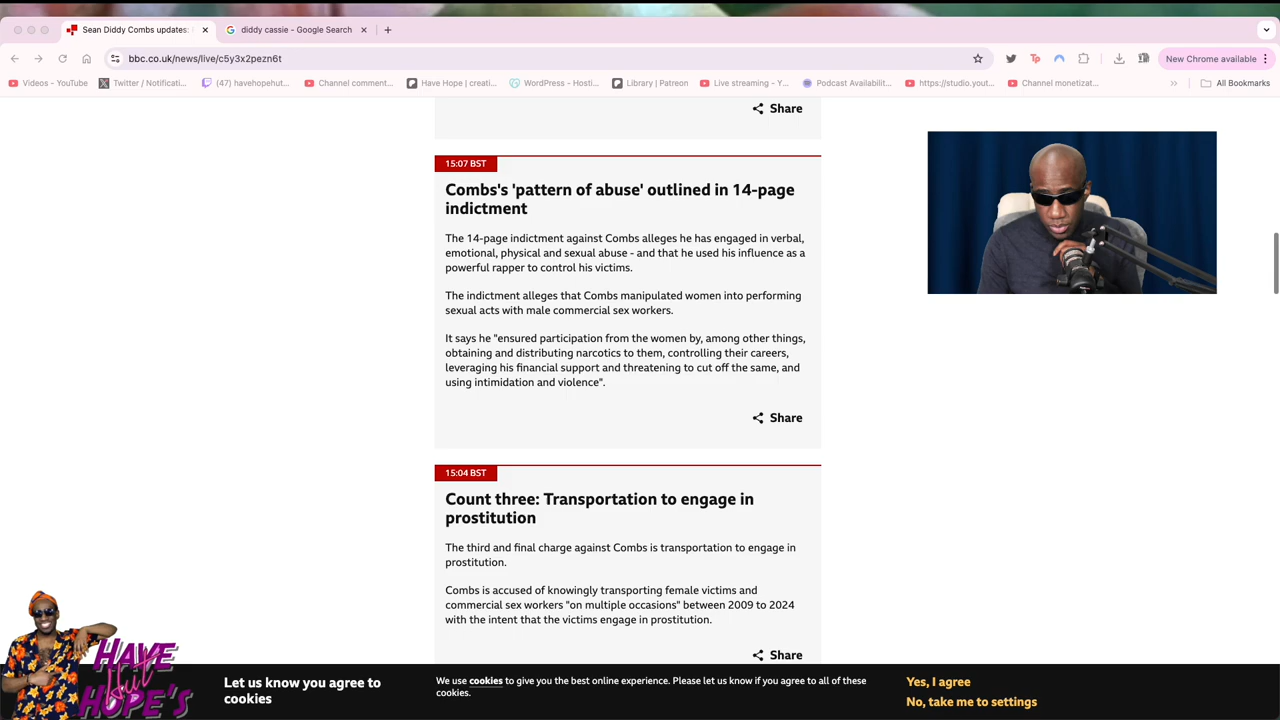 Sean Diddy Combs updates:
diddy cassie - Google Search
bbc.co.uk/news/live/c5y3x2pezn6t
New Chrome available
Videos - YouTube
Twitter / Notificati...
(47) havehopehut...
Channel comment...
Have Hope | creati...
WordPress - Hosti...
Library | Patreon
Live streaming - Y...
Podcast Availabilit...
https://studio.yout...
Channel monetizat...
All Bookmarks
Share
15:07 BST
Combs's 'pattern of abuse' outlined in 14-page
indictment
The 14-page indictment against Combs alleges he has engaged in verbal,
emotional, physical and sexual abuse - and that he used his influence as a
powerful rapper to control his victims.
The indictment alleges that Combs manipulated women into performing
sexual acts with male commercial sex workers.
It says he "ensured participation from the women by, among other things,
obtaining and distributing narcotics to them, controlling their careers,
leveraging his financial support and threatening to cut off the same, and
using intimidation and violence".
Share
15:04 BST
Count three: Transportation to engage in
prostitution
The third and final charge against Combs is transportation to engage in
prostitution.
Combs is accused of knowingly transporting female victims and
commercial sex workers "on multiple occasions" between 2009 to 2024
with the intent that the victims engage in prostitution.
Share
HAVE
hut
HOPE'S
Let us know you agree to
cookies
We use cookies to give you the best online experience. Please let us know if you agree to all of these
cookies.
Yes, I agree
No, take me to settings